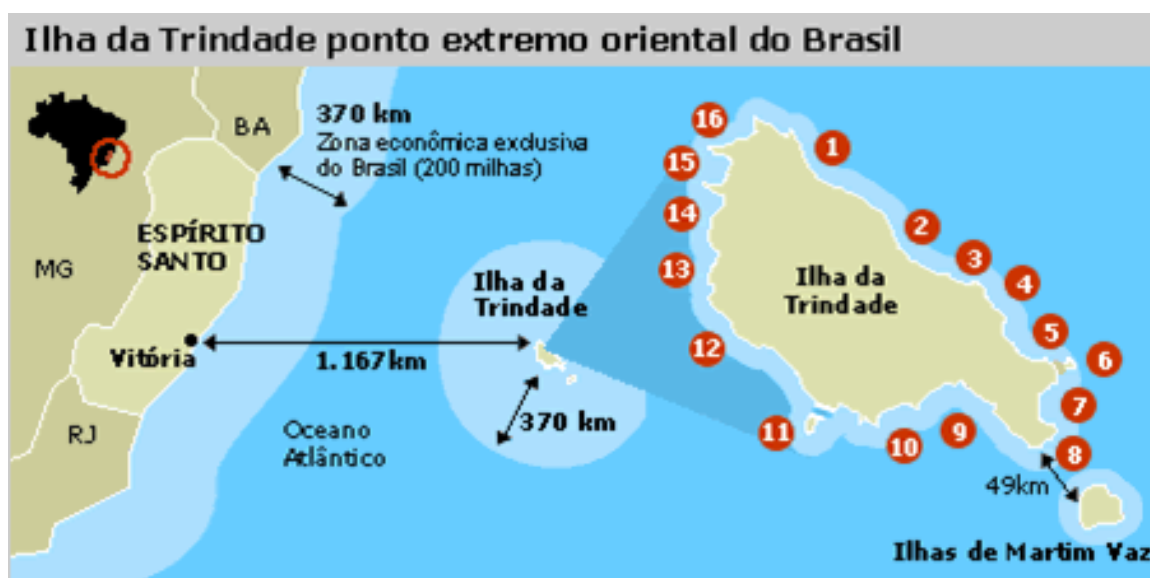 Ilha da Trindade ponto extremo oriental do Brasil
BA
370 km
Zona econômica exclusiva
do Brasil (200 milhas)
ESPÍRITO
SANTO
MG
Vitória
RJ
1.167km
Ilha da
Trindade
370 km
Oceano
Atlântico
16
15
14
13
12
11
1
2
3
4
5
6
7
8
9
10
Ilha da
Trindade
49km
Ilhas de Martim Vaz